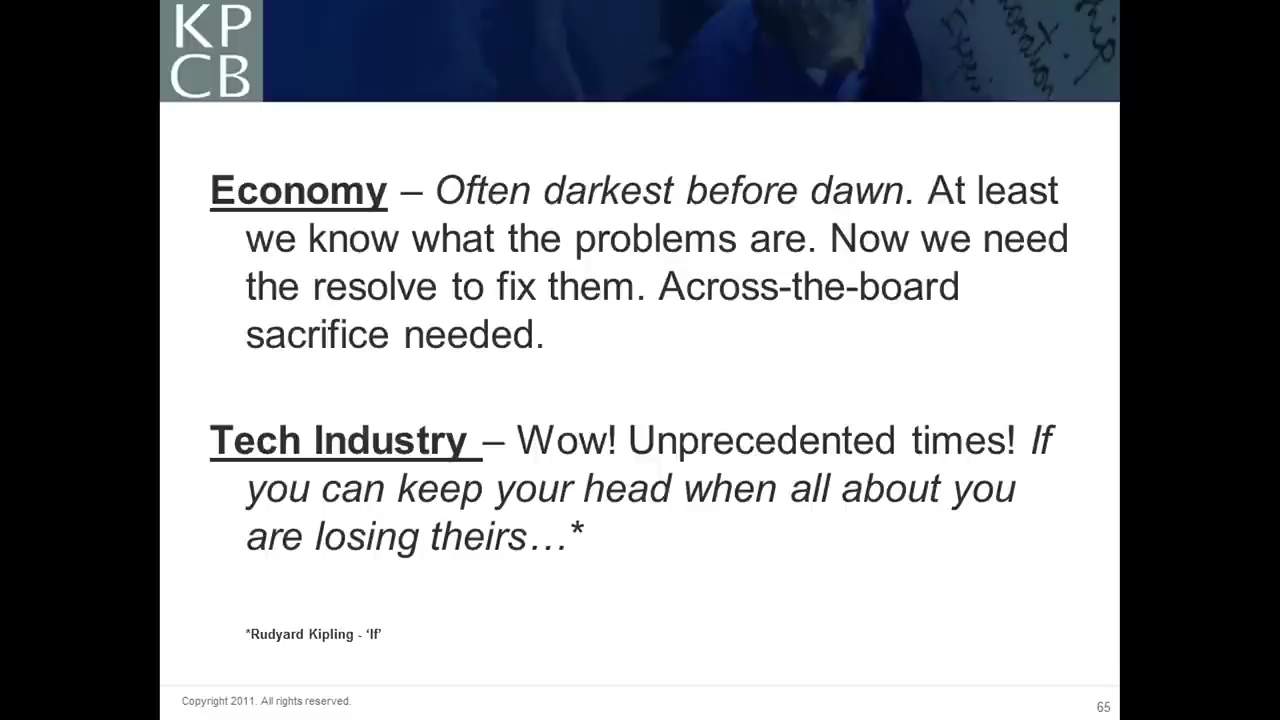 KP
CB
Economy – Often darkest before dawn. At least
we know what the problems are. Now we need
the resolve to fix them. Across-the-board
sacrifice needed.
Tech Industry – Wow! Unprecedented times! If
you can keep your head when all about you
are losing theirs…*
*Rudyard Kipling - ‘If’
Copyright 2011. All rights reserved.
65